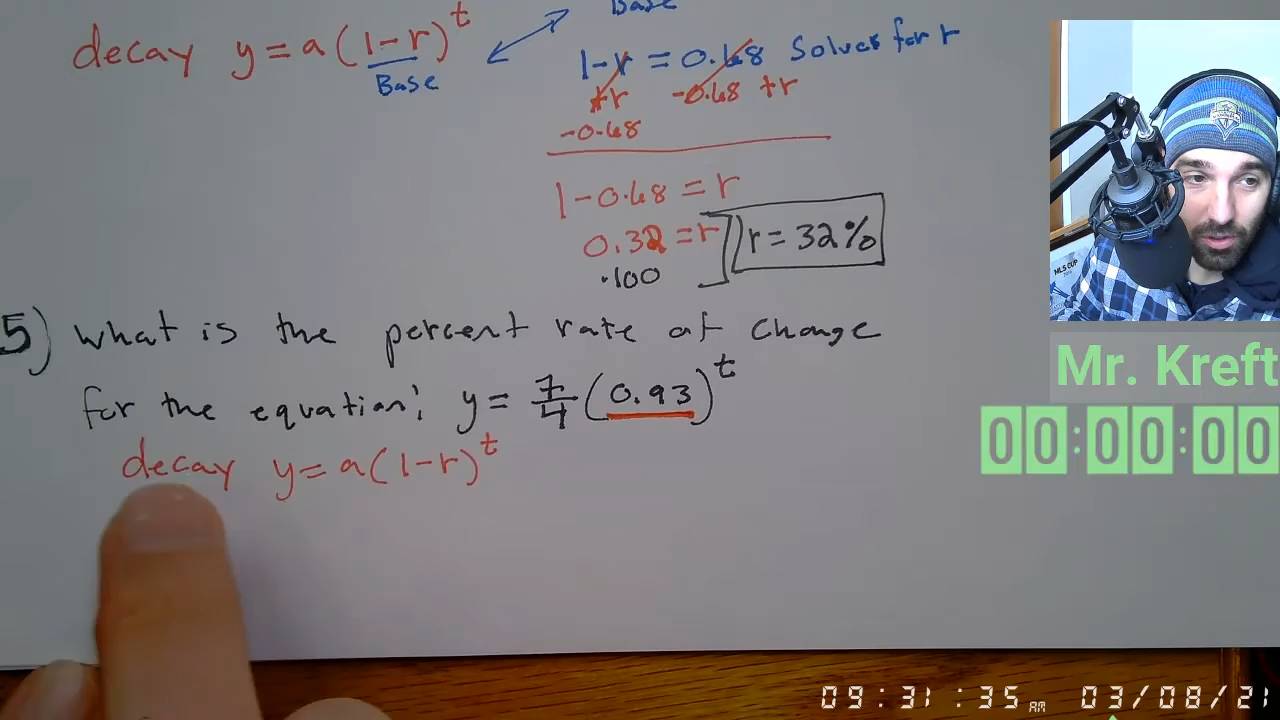 Base
decay y = a(1-r)^t
Base
1-r = 0.68 Solve for r
+r -0.68 +r
-0.68
1-0.68 = r
0.32 = r
r = 32%
·100
5) What is the percent rate of change
for the equation: y = 7/4 (0.93)^t
decay y = a(1-r)^t
MLS CUP
Mr. Kreft
00:00:00
09:31:35 AM 03/08/21